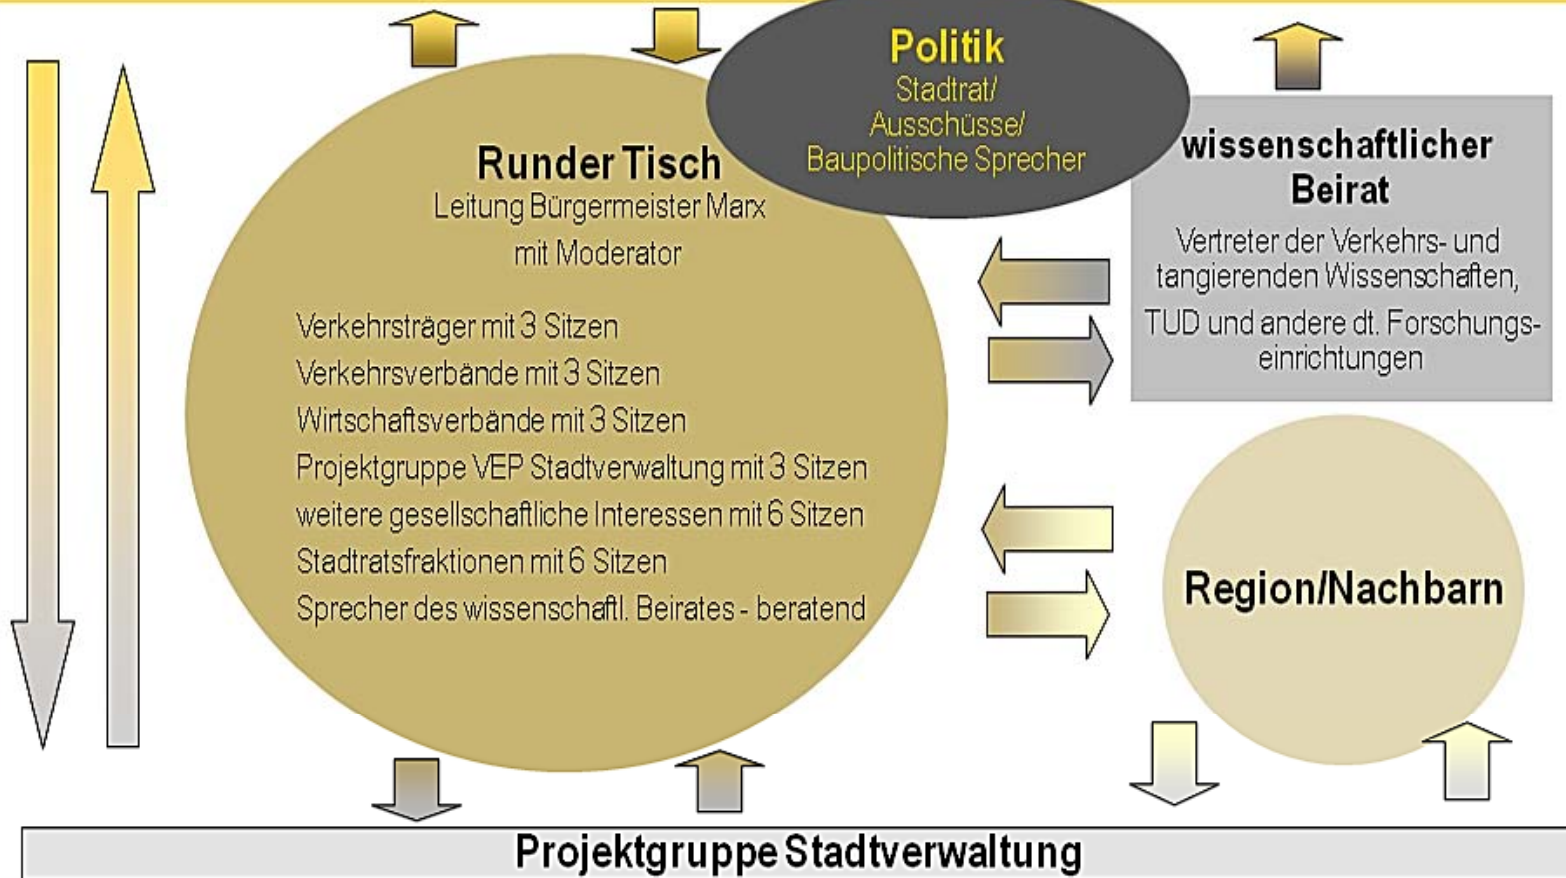 Politik
Stadtrat/
Ausschüsse/
Baupolitische Sprecher
Runder Tisch
Leitung Bürgermeister Marx
mit Moderator
Verkehrsträger mit 3 Sitzen
Verkehrsverbände mit 3 Sitzen
Wirtschaftsverbände mit 3 Sitzen
Projektgruppe VEP Stadtverwaltung mit 3 Sitzen
weitere gesellschaftliche Interessen mit 6 Sitzen
Stadtratsfraktionen mit 6 Sitzen
Sprecher des wissenschaftl. Beirates - beratend
wissenschaftlicher
Beirat
Vertreter der Verkehrs- und
tangierenden Wissenschaften,
TUD und andere dt. Forschungs-
einrichtungen
Region/Nachbarn
Projektgruppe Stadtverwaltung